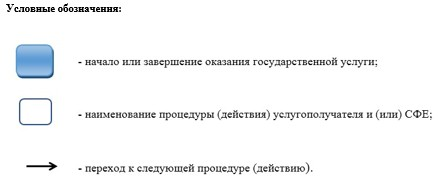 Условные обозначения:
- начало или завершение оказания государственной услуги;
- наименование процедуры (действия) услугополучателя и (или) СФЕ;
- переход к следующей процедуре (действию).